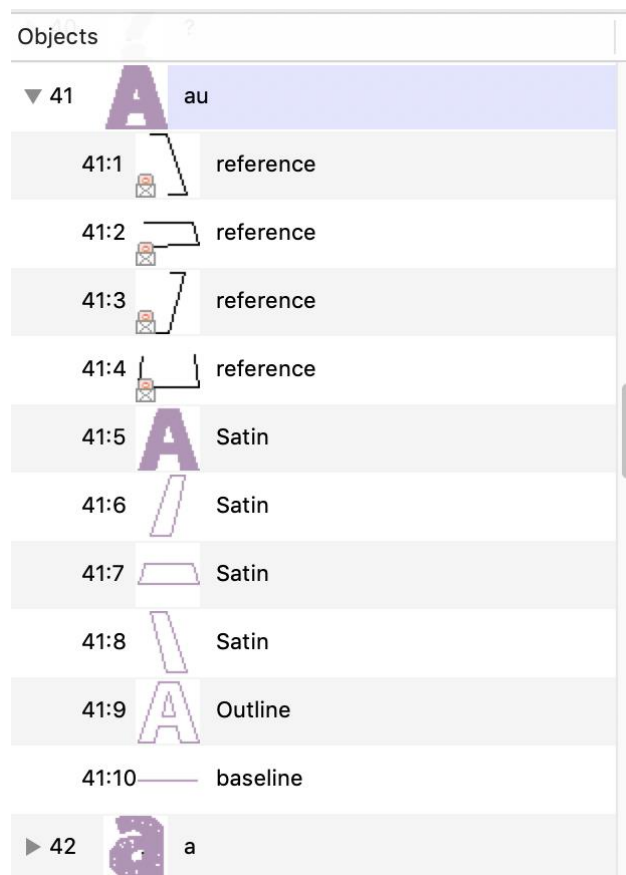 Objects
41 A au
41:1 reference
41:2 reference
41:3 reference
41:4 reference
41:5 A Satin
41:6 Satin
41:7 Satin
41:8 Satin
41:9 A Outline
41:10 baseline
42 a a